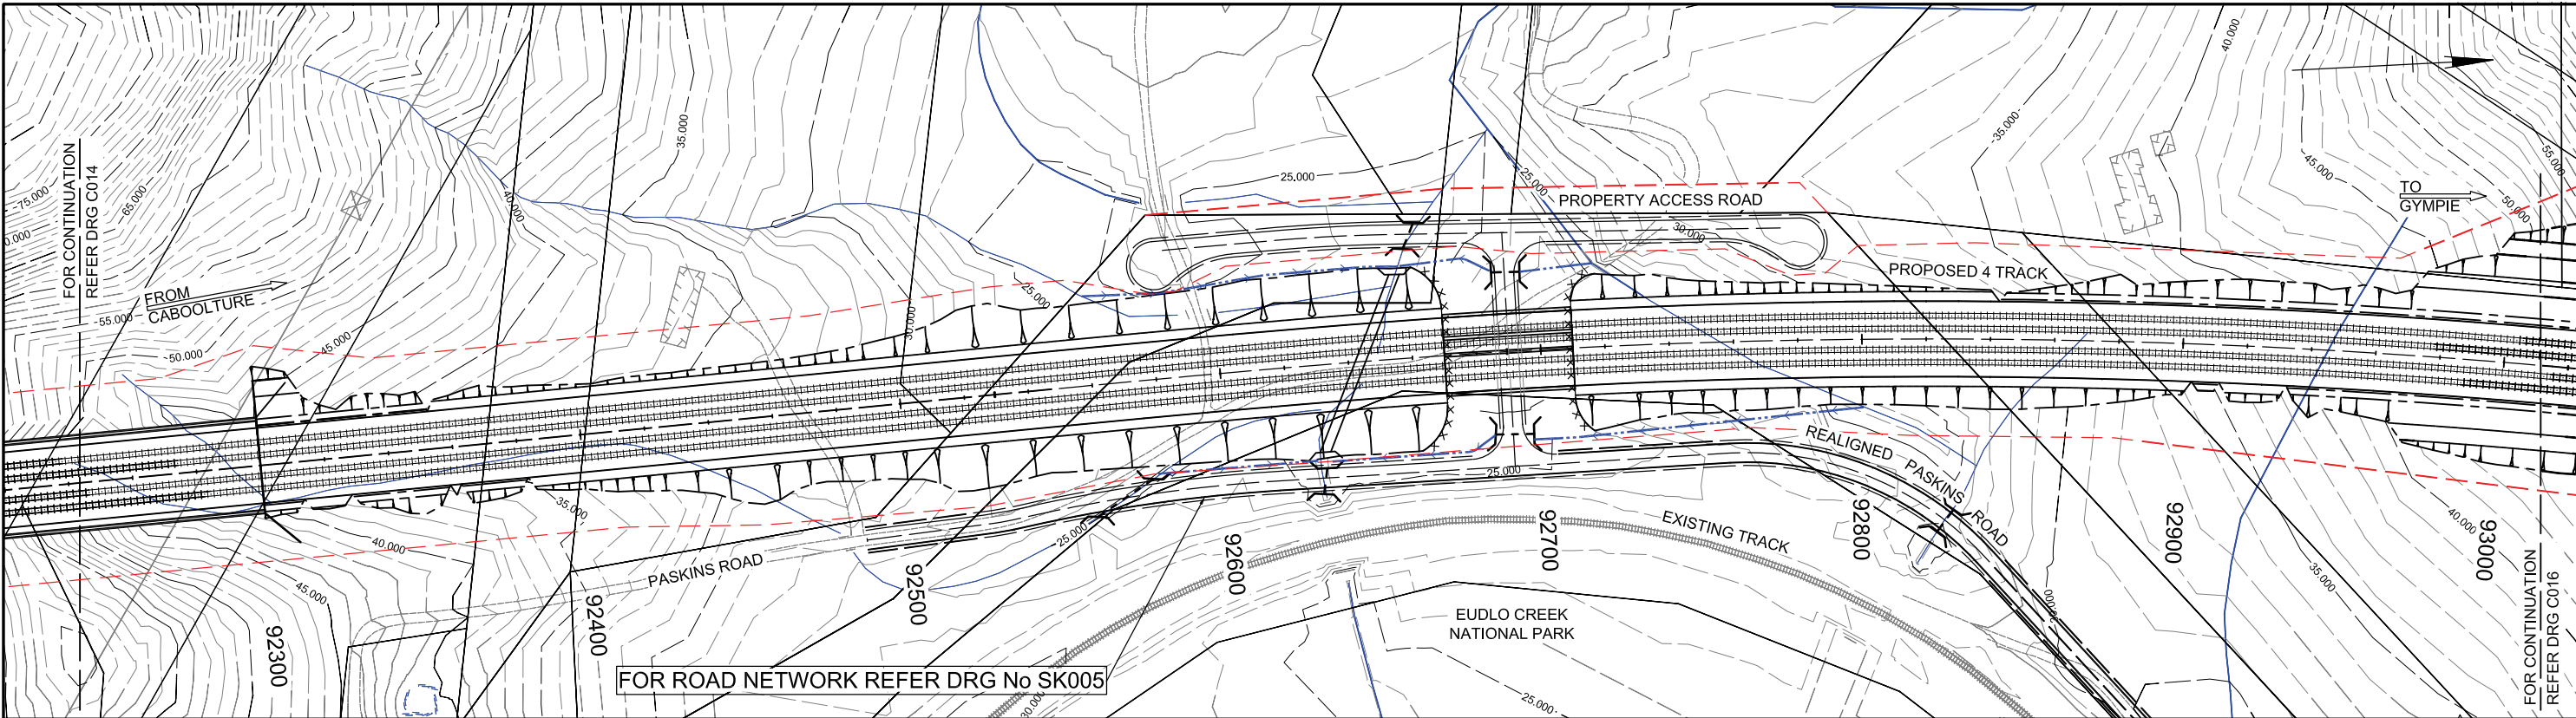 40.000
35.000
55.000
35.000
FOR CONTINUATION
REFER DRG C014
75.000
65.000
40.000
25.000
25.000
45.000
TO
GYMPIE
50.000
PROPERTY ACCESS ROAD
30.000
PROPOSED 4 TRACK
FROM
CABOOLTURE
55.000
25.000
30.000
45.000
50.000
REALIGNED PASKINS ROAD
25.000
35.000
25.000
40.000
45.000
PASKINS ROAD
EXISTING TRACK
40.000
35.000
92300
92400
92500
92600
92700
92800
92900
93000
EUDLO CREEK
NATIONAL PARK
FOR ROAD NETWORK REFER DRG No SK005
30.000
25.000
FOR CONTINUATION
REFER DRG C016